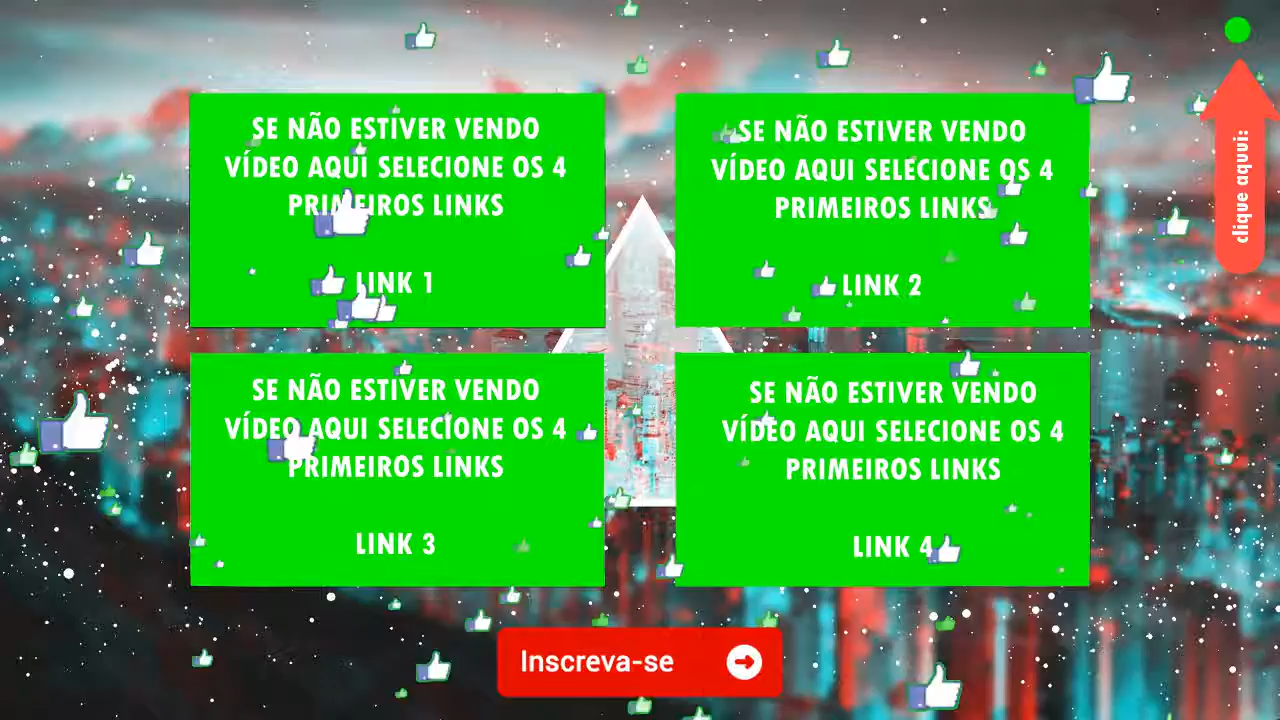 SE NÃO ESTIVER VENDO
VÍDEO AQUI SELECIONE OS 4
PRIMEIROS LINKS
LINK 1
SE NÃO ESTIVER VENDO
VÍDEO AQUI SELECIONE OS 4
PRIMEIROS LINKS
LINK 2
SE NÃO ESTIVER VENDO
VÍDEO AQUI SELECIONE OS 4
PRIMEIROS LINKS
LINK 3
SE NÃO ESTIVER VENDO
VÍDEO AQUI SELECIONE OS 4
PRIMEIROS LINKS
LINK 4
clique aquui:
Inscreva-se